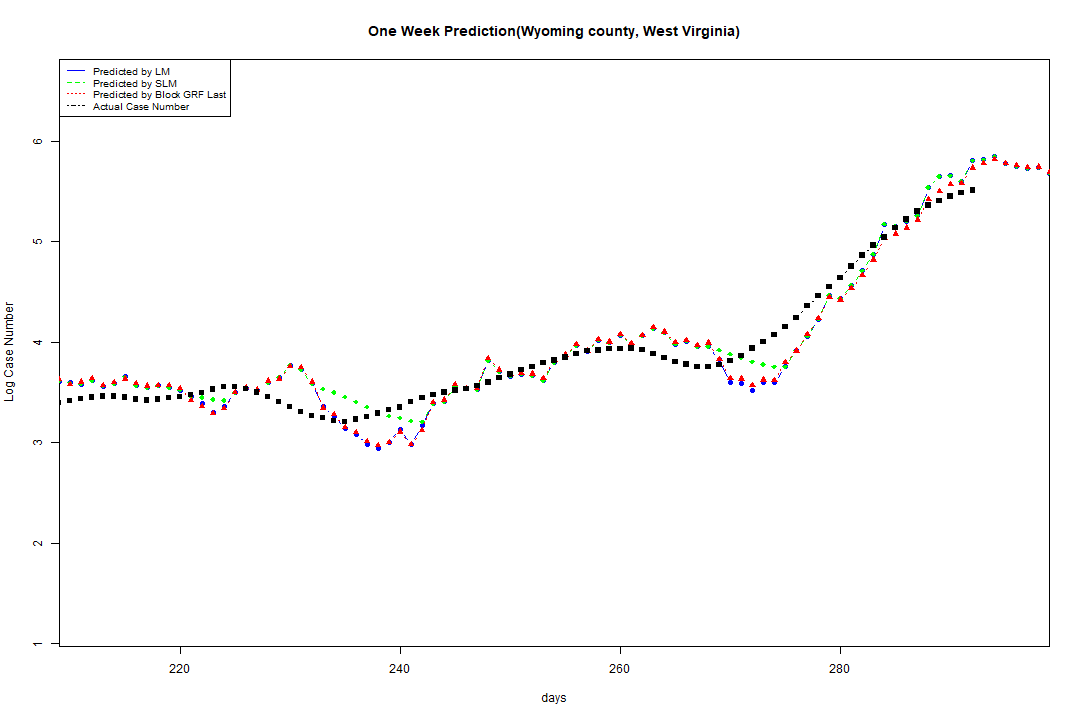 One Week Prediction(Wyoming county, West Virginia)
Predicted by LM
Predicted by SLM
Predicted by Block GRF Last
Actual Case Number
6
5
4
3
2
1
Log Case Number
220
240
260
280
days